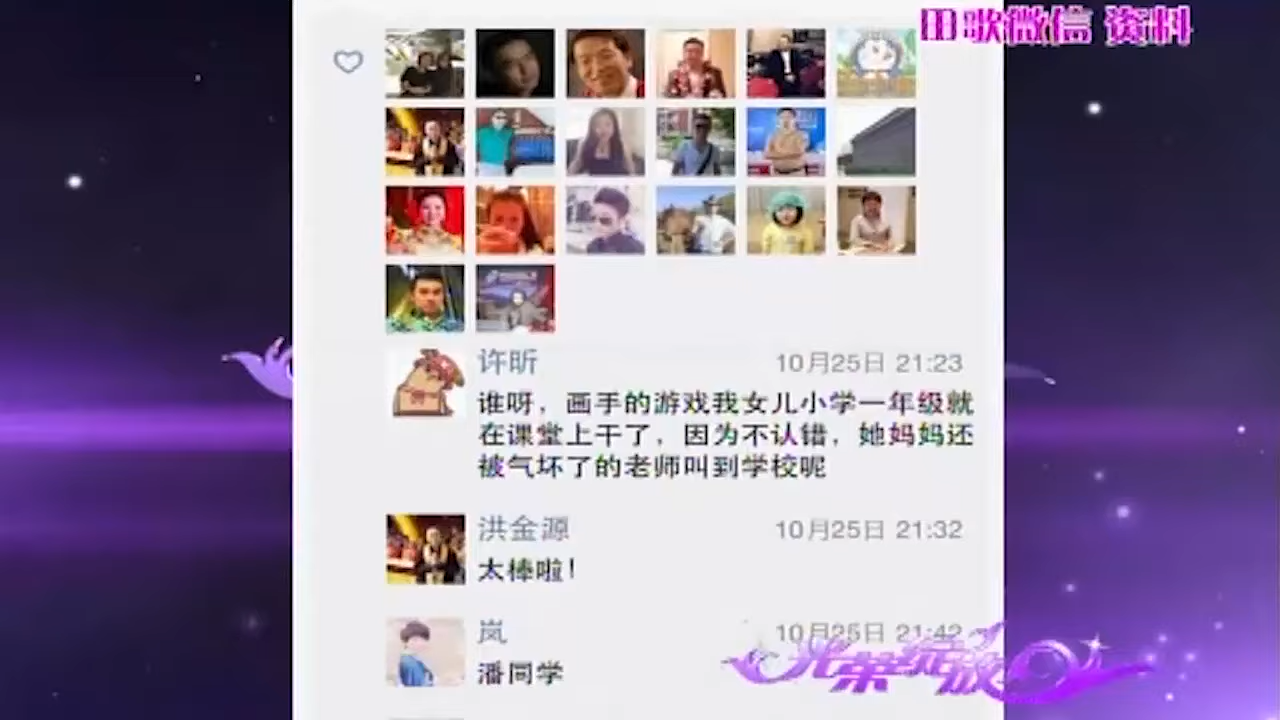 田歌微信 资料
许昕
10月25日 21:23
谁呀，画手的游戏我女儿小学一年级就
在课堂上干了，因为不认错，她妈妈还
被气坏了的老师叫到学校呢
洪金源
10月25日 21:32
太棒啦！
岚
10月25日 21:42
潘同学
光荣绽放